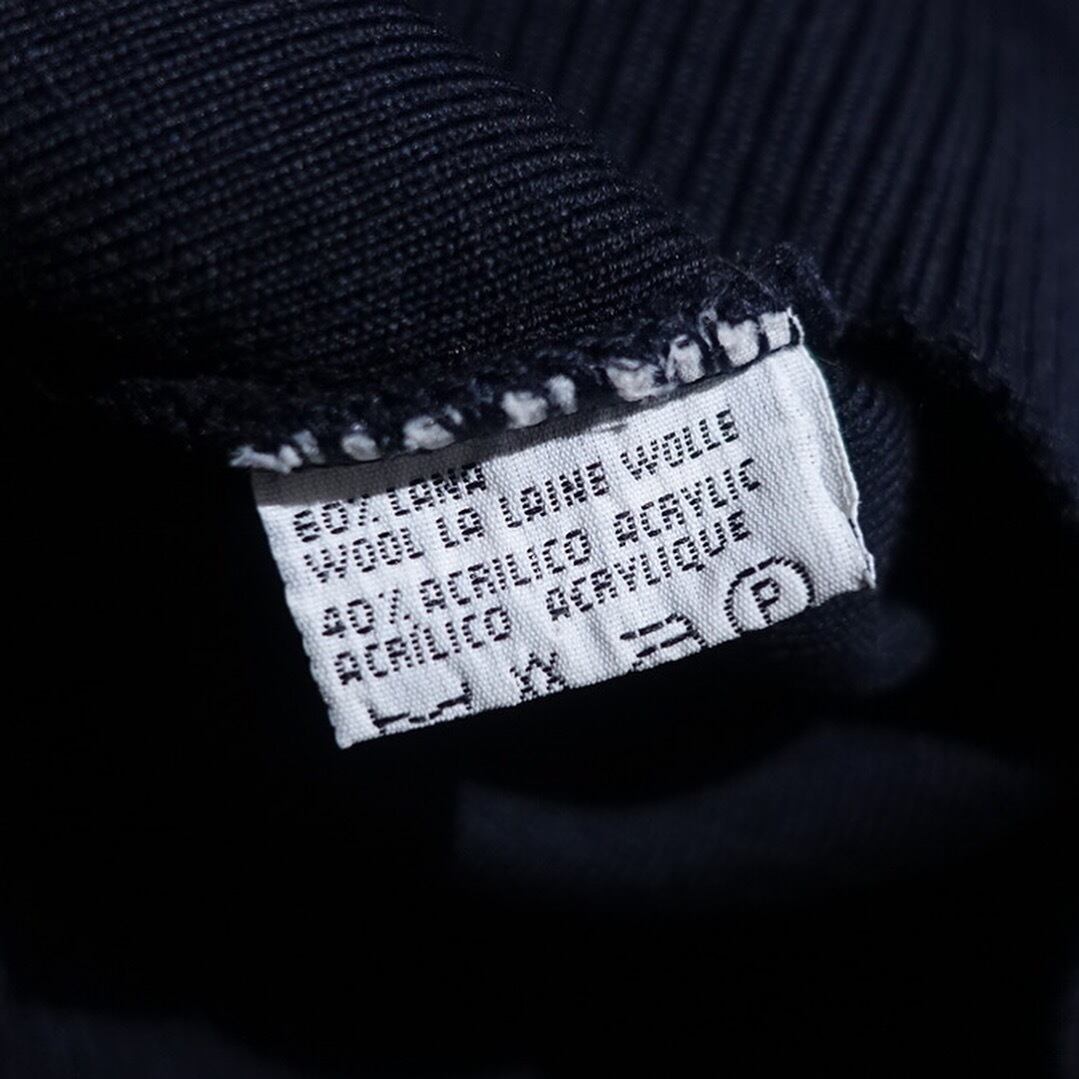 60% LANA
WOOL LA LAINE WOLLE
40% ACRILICO ACRYLIC
ACRILICO ACRYLIQUE
P